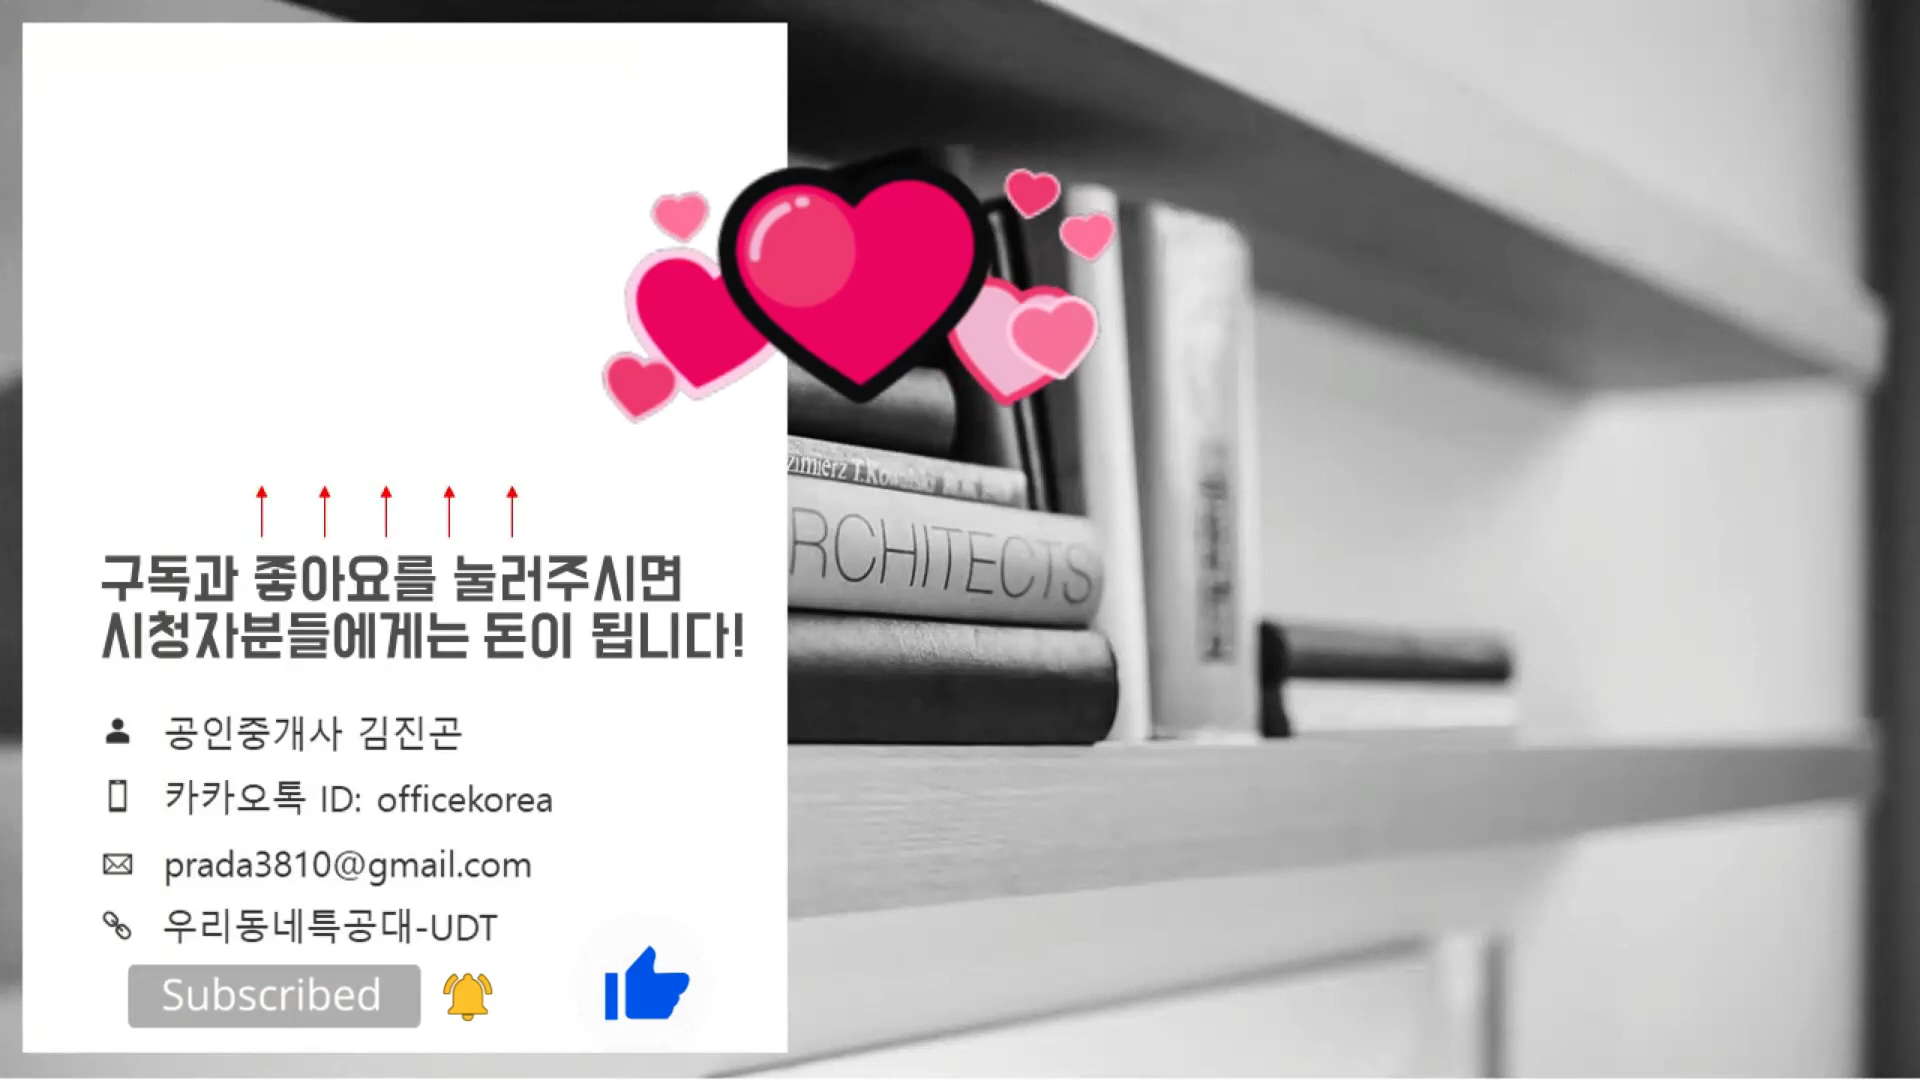 구독과 좋아요를 눌러주시면
시청자분들에게는 돈이 됩니다!
공인중개사 김진곤
카카오톡 ID: officekorea
prada3810@gmail.com
우리동네특공대-UDT
Subscribed
zimierz T.Kowalski
RCHITECTS